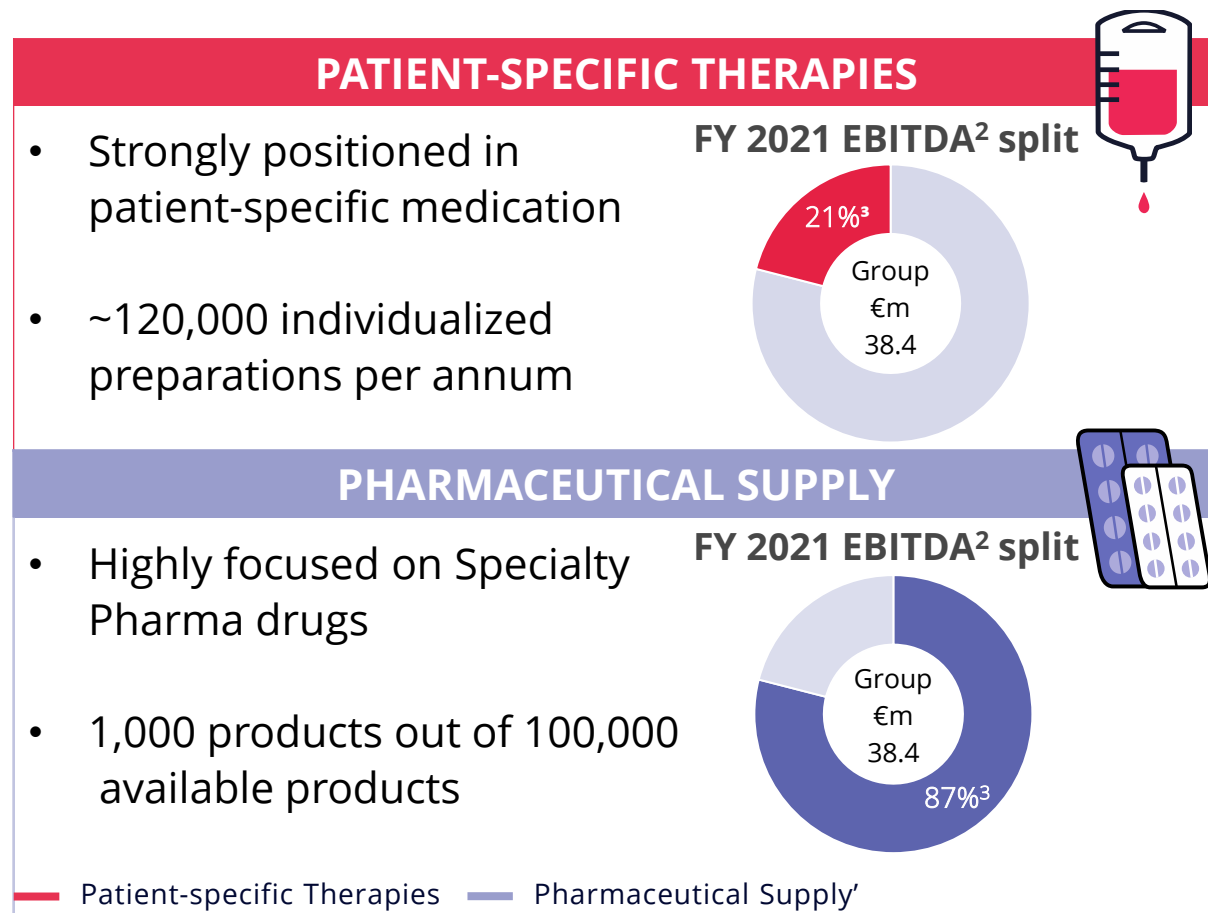 PATIENT-SPECIFIC THERAPIES
• Strongly positioned in
patient-specific medication
• ~120,000 individualized
preparations per annum
FY 2021 EBITDA² split
21%³
Group
€m
38.4
PHARMACEUTICAL SUPPLY
• Highly focused on Specialty
Pharma drugs
• 1,000 products out of 100,000
available products
FY 2021 EBITDA² split
Group
€m
38.4
87%³
Patient-specific Therapies
Pharmaceutical Supply’